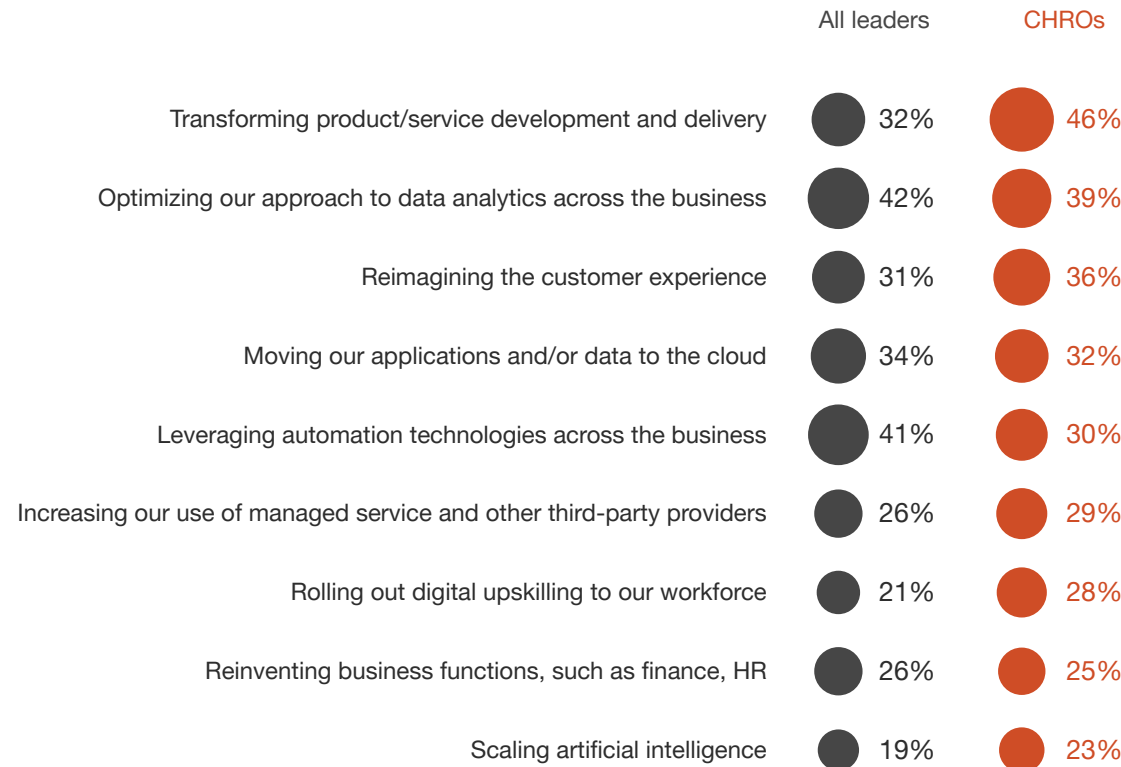 All leaders CHROs
Transforming product/service development and delivery 32% 46%
Optimizing our approach to data analytics across the business 42% 39%
Reimagining the customer experience 31% 36%
Moving our applications and/or data to the cloud 34% 32%
Leveraging automation technologies across the business 41% 30%
Increasing our use of managed service and other third-party providers 26% 29%
Rolling out digital upskilling to our workforce 21% 28%
Reinventing business functions, such as finance, HR 26% 25%
Scaling artificial intelligence 19% 23%